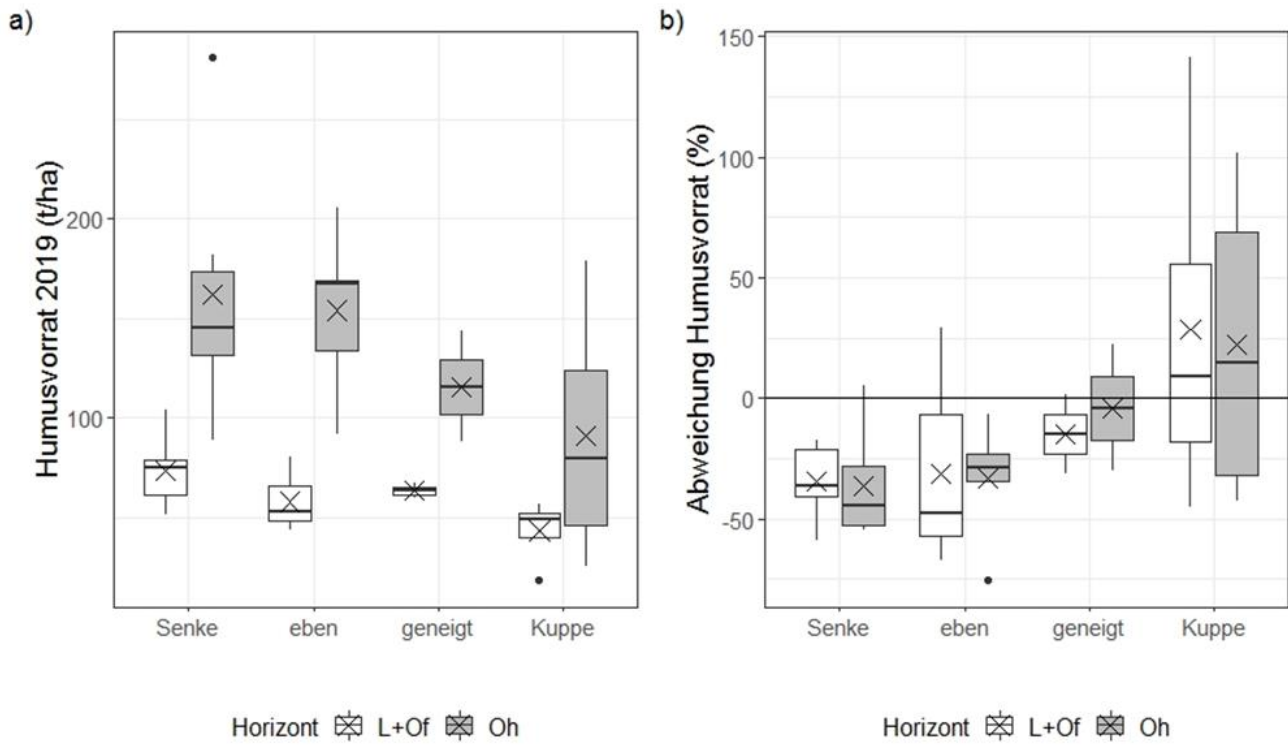 a)
Humusvorrat 2019 (t/ha)
200
100
Senke eben geneigt Kuppe
Horizont L+Of Oh
b)
Abweichung Humusvorrat (%)
150
100
50
0
-50
Senke eben geneigt Kuppe
Horizont L+Of Oh